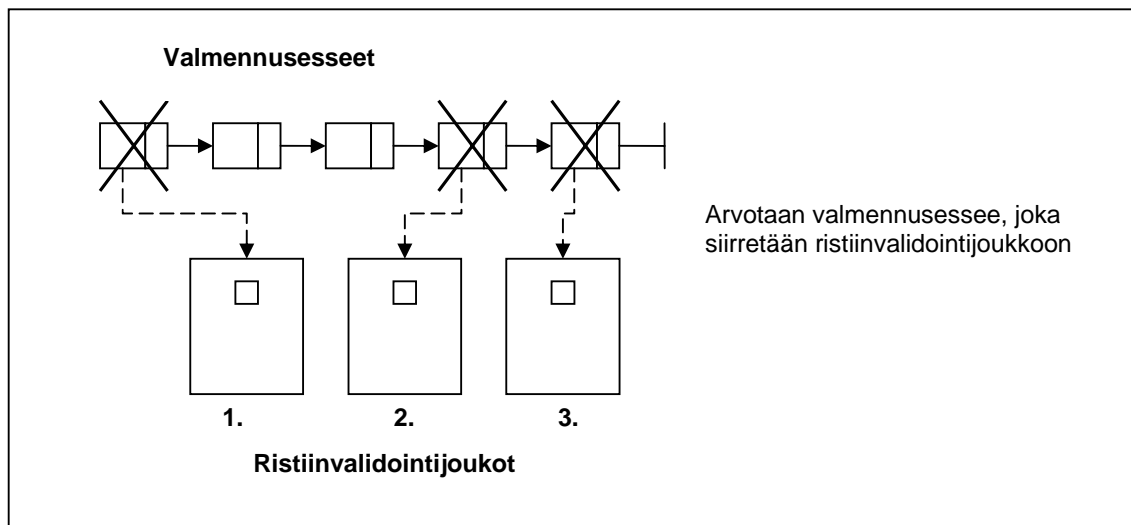 Valmennusesseet
Arvotaan valmennusessee, joka
siirretään ristiinvalidointijoukkoon
1. 2. 3.
Ristiinvalidointijoukot